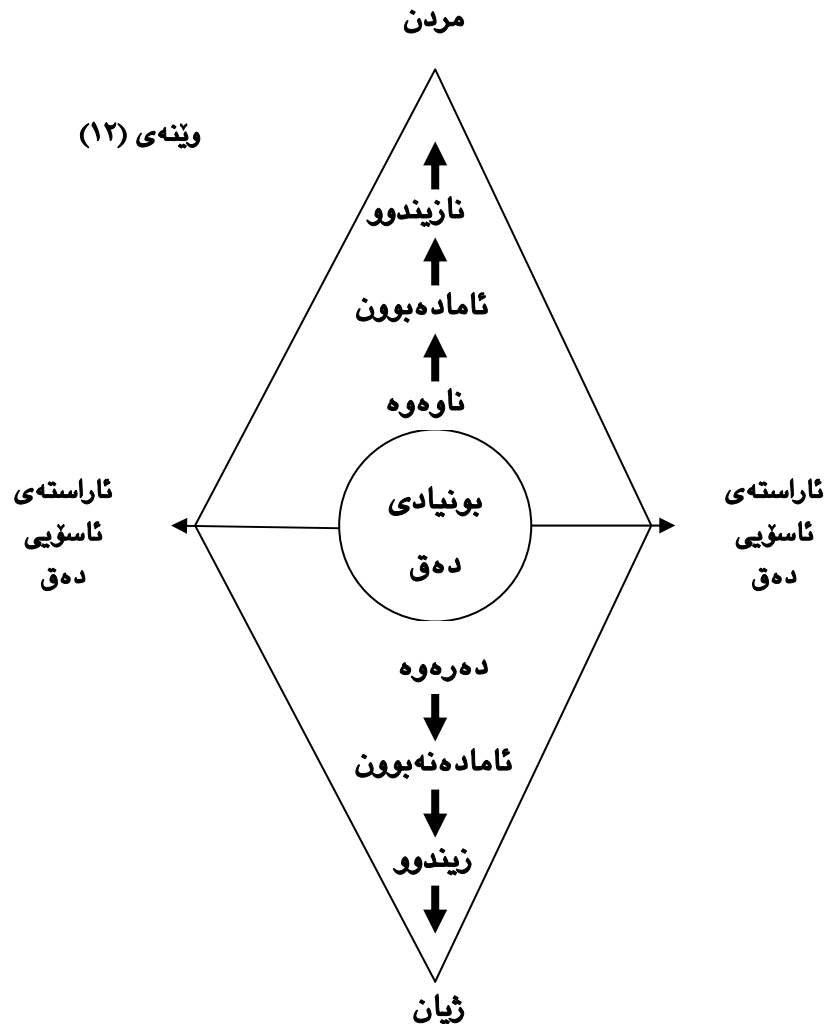 مردن
وێنەی (١٢)
نازیندوو
ئامادەبوون
ناوەوە
ئاراستەی
ئاسۆیی
دەق
بونیادی
دەق
ئاراستەی
ئاسۆیی
دەق
دەرەوە
ئامادەنەبوون
زیندوو
ژیان